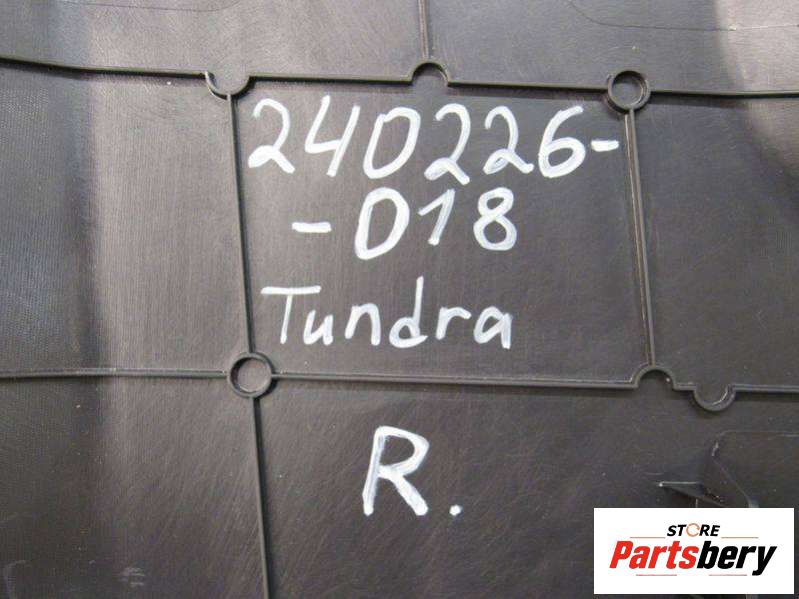 240226-
-018
Tundra
R.
STORE
Partsbery